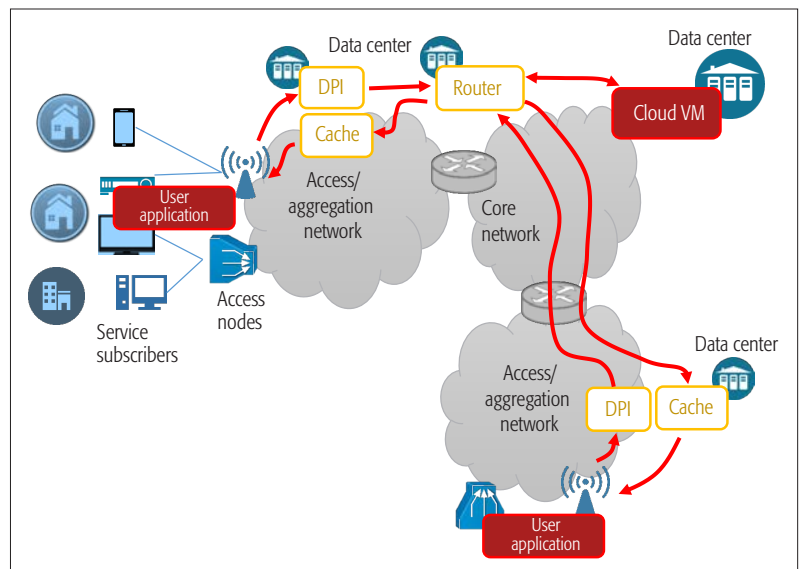 Data center
DPI
Router
Data center
Cloud VM
Cache
User
application
Access/
aggregation
network
Core
network
Access
nodes
Service
subscribers
Data center
Access/
aggregation
network
DPI
Cache
User
application